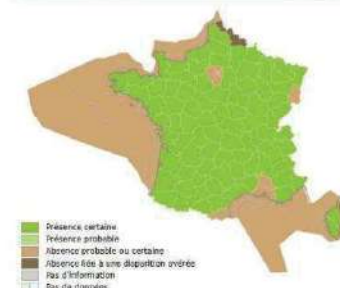 Présence certaine
Présence probable
Absence probable ou certaine
Absence liée à une disparition avérée
Pas d'information
Pas de données